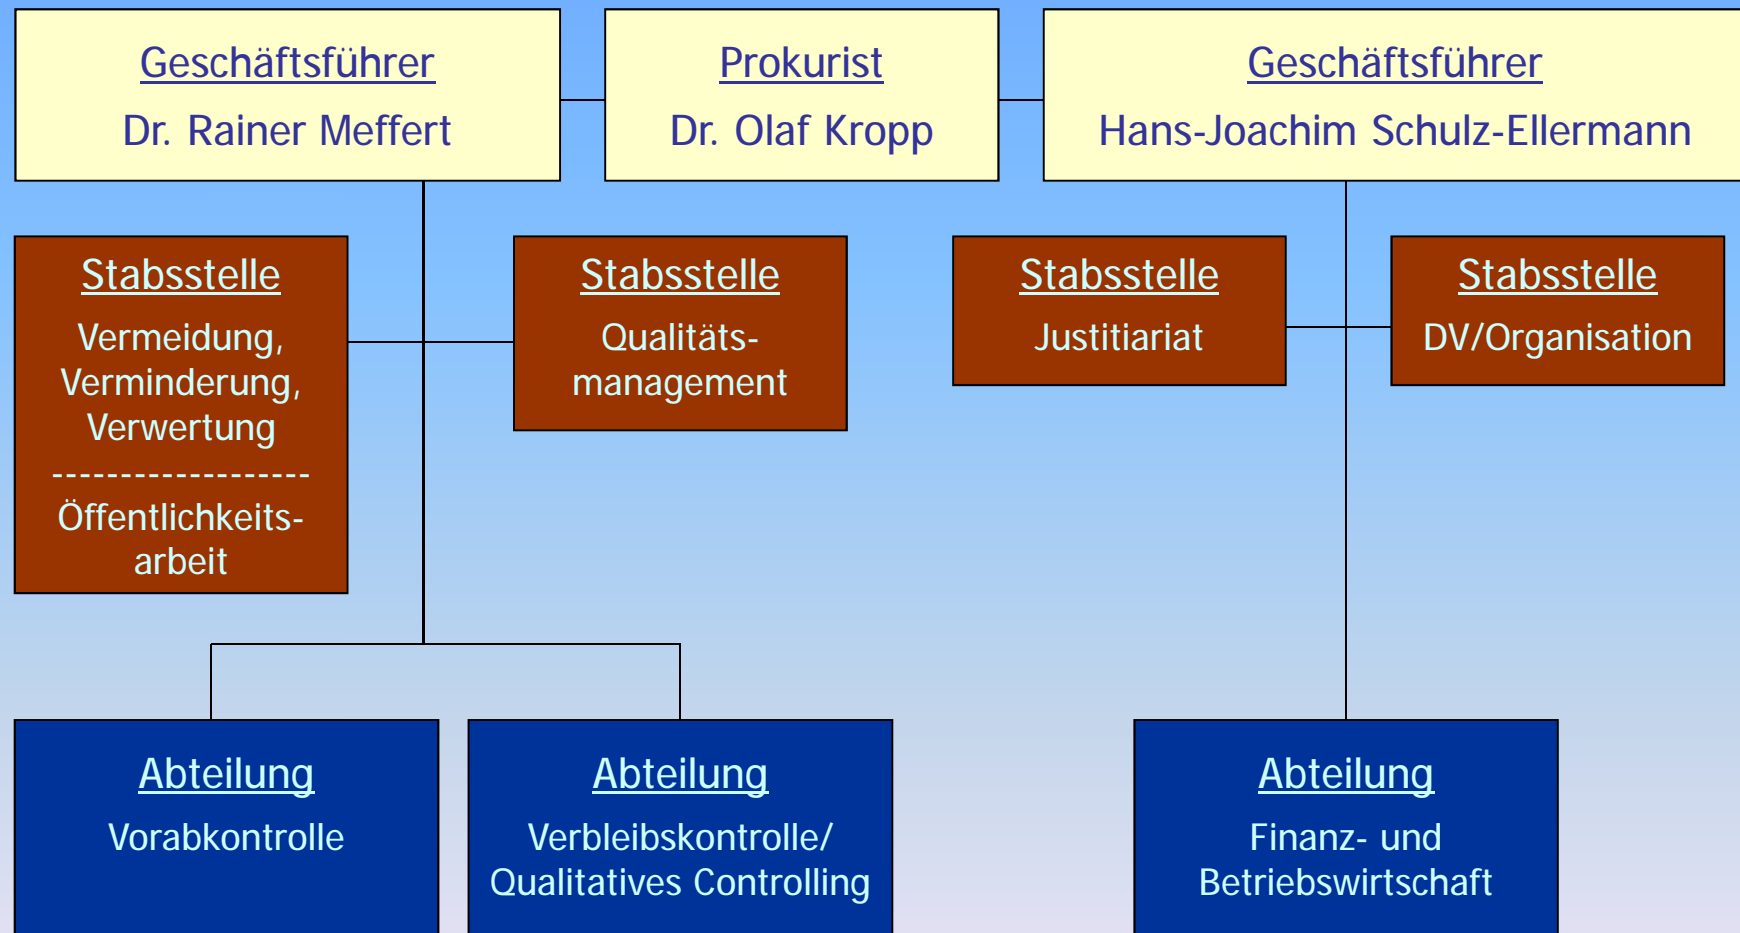 Geschäftsführer
Dr. Rainer Meffert
Prokurist
Dr. Olaf Kropp
Geschäftsführer
Hans-Joachim Schulz-Ellermann
Stabsstelle
Vermeidung,
Verminderung,
Verwertung
-------------------
Öffentlichkeits-
arbeit
Stabsstelle
Qualitäts-
management
Stabsstelle
Justitiariat
Stabsstelle
DV/Organisation
Abteilung
Vorabkontrolle
Abteilung
Verbleibskontrolle/
Qualitatives Controlling
Abteilung
Finanz- und
Betriebswirtschaft